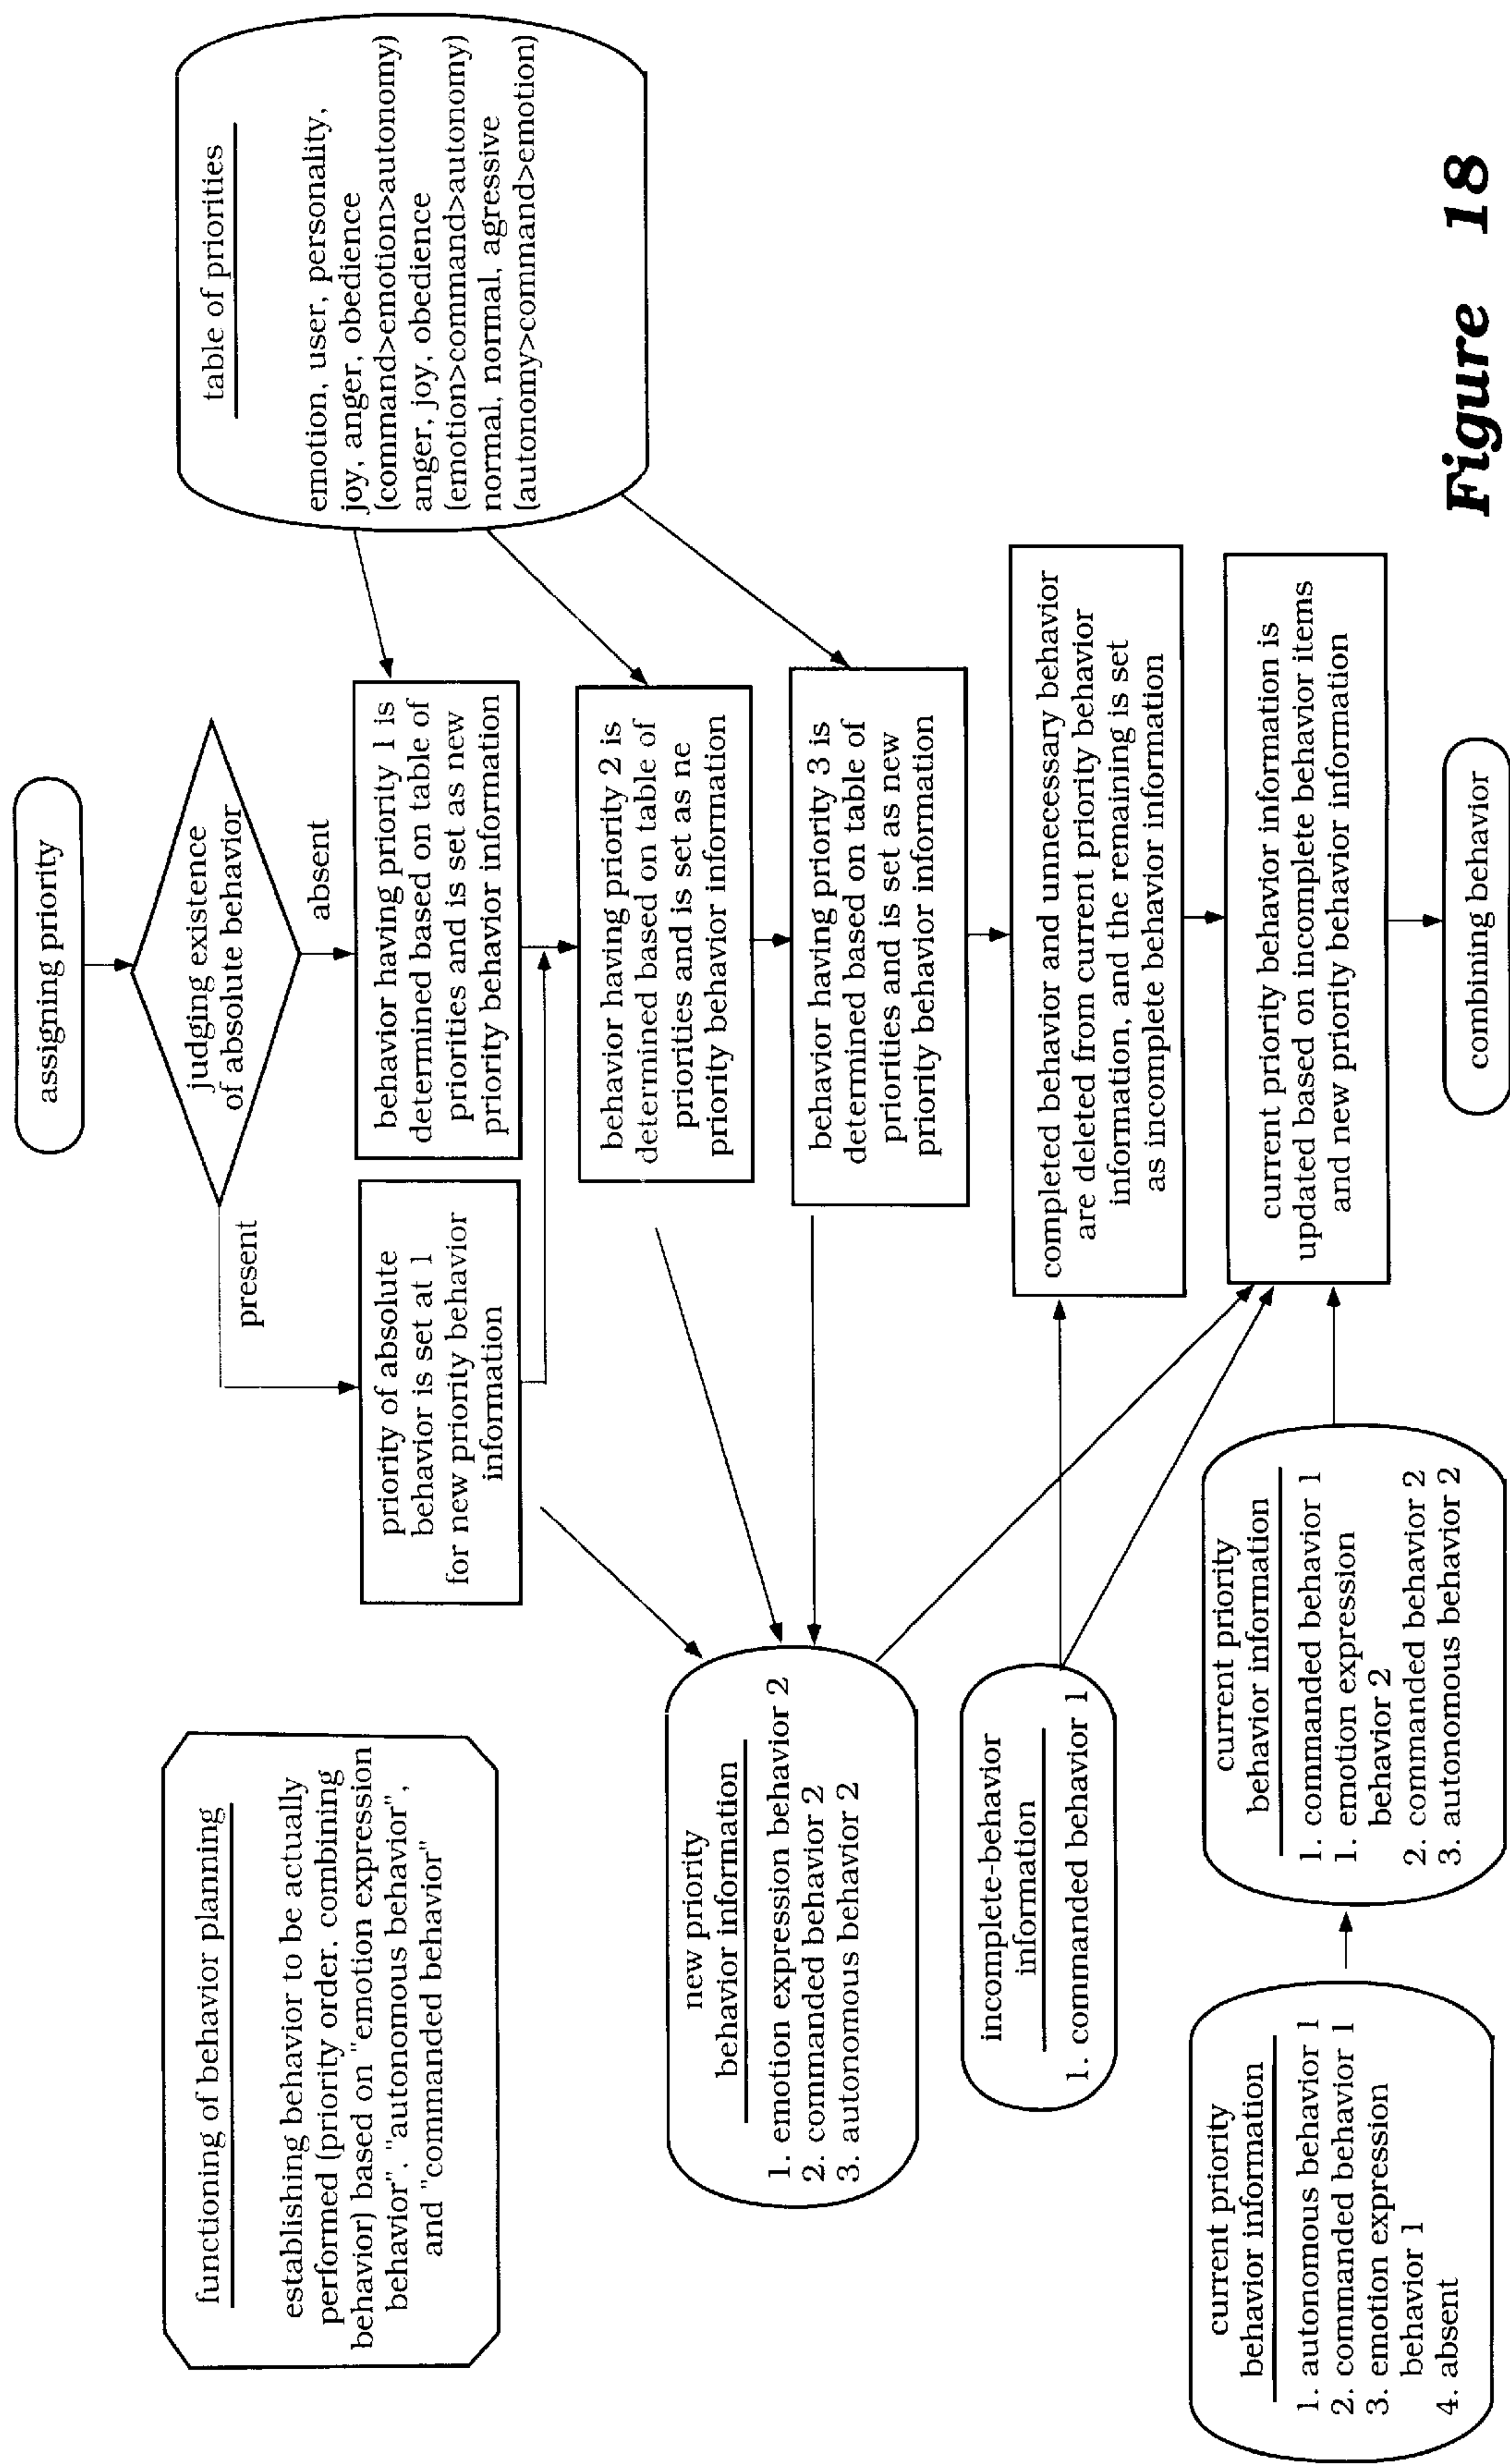 functioning of behavior planning
establishing behavior to be actually
performed (priority order. combining
behavior) based on "emotion expression
behavior". "autonomous behavior",
and "commanded behavior"
assigning priority
judging existence
of absolute behavior
present
absent
table of priorities
emotion, user, personality,
joy, anger, obedience
(command>emotion>autonomy)
anger, joy, obedience
(emotion>command>autonomy)
normal, normal, agressive
(autonomy>command>emotion)
priority of absolute
behavior is set at 1
for new priority behavior
information
behavior having priority 1 is
determined based on table of
priorities and is set as new
priority behavior information
behavior having priority 2 is
determined based on table of
priorities and is set as ne
priority behavior information
behavior having priority 3 is
determined based on table of
priorities and is set as new
priority behavior information
new priority
behavior information
1. emotion expression behavior 2
2. commanded behavior 2
3. autonomous behavior 2
incomplete-behavior
information
1. commanded behavior 1
completed behavior and unnecessary behavior
are deleted from current priority behavior
information, and the remaining is set
as incomplete behavior information
current priority
behavior information
1. autonomous behavior 1
2. commanded behavior 1
3. emotion expression
behavior 1
4. absent
current priority
behavior information
1. commanded behavior 1
1. emotion expression
behavior 2
2. commanded behavior 2
3. autonomous behavior 2
current priority behavior information is
updated based on incomplete behavior items
and new priority behavior information
combining behavior
Figure 18